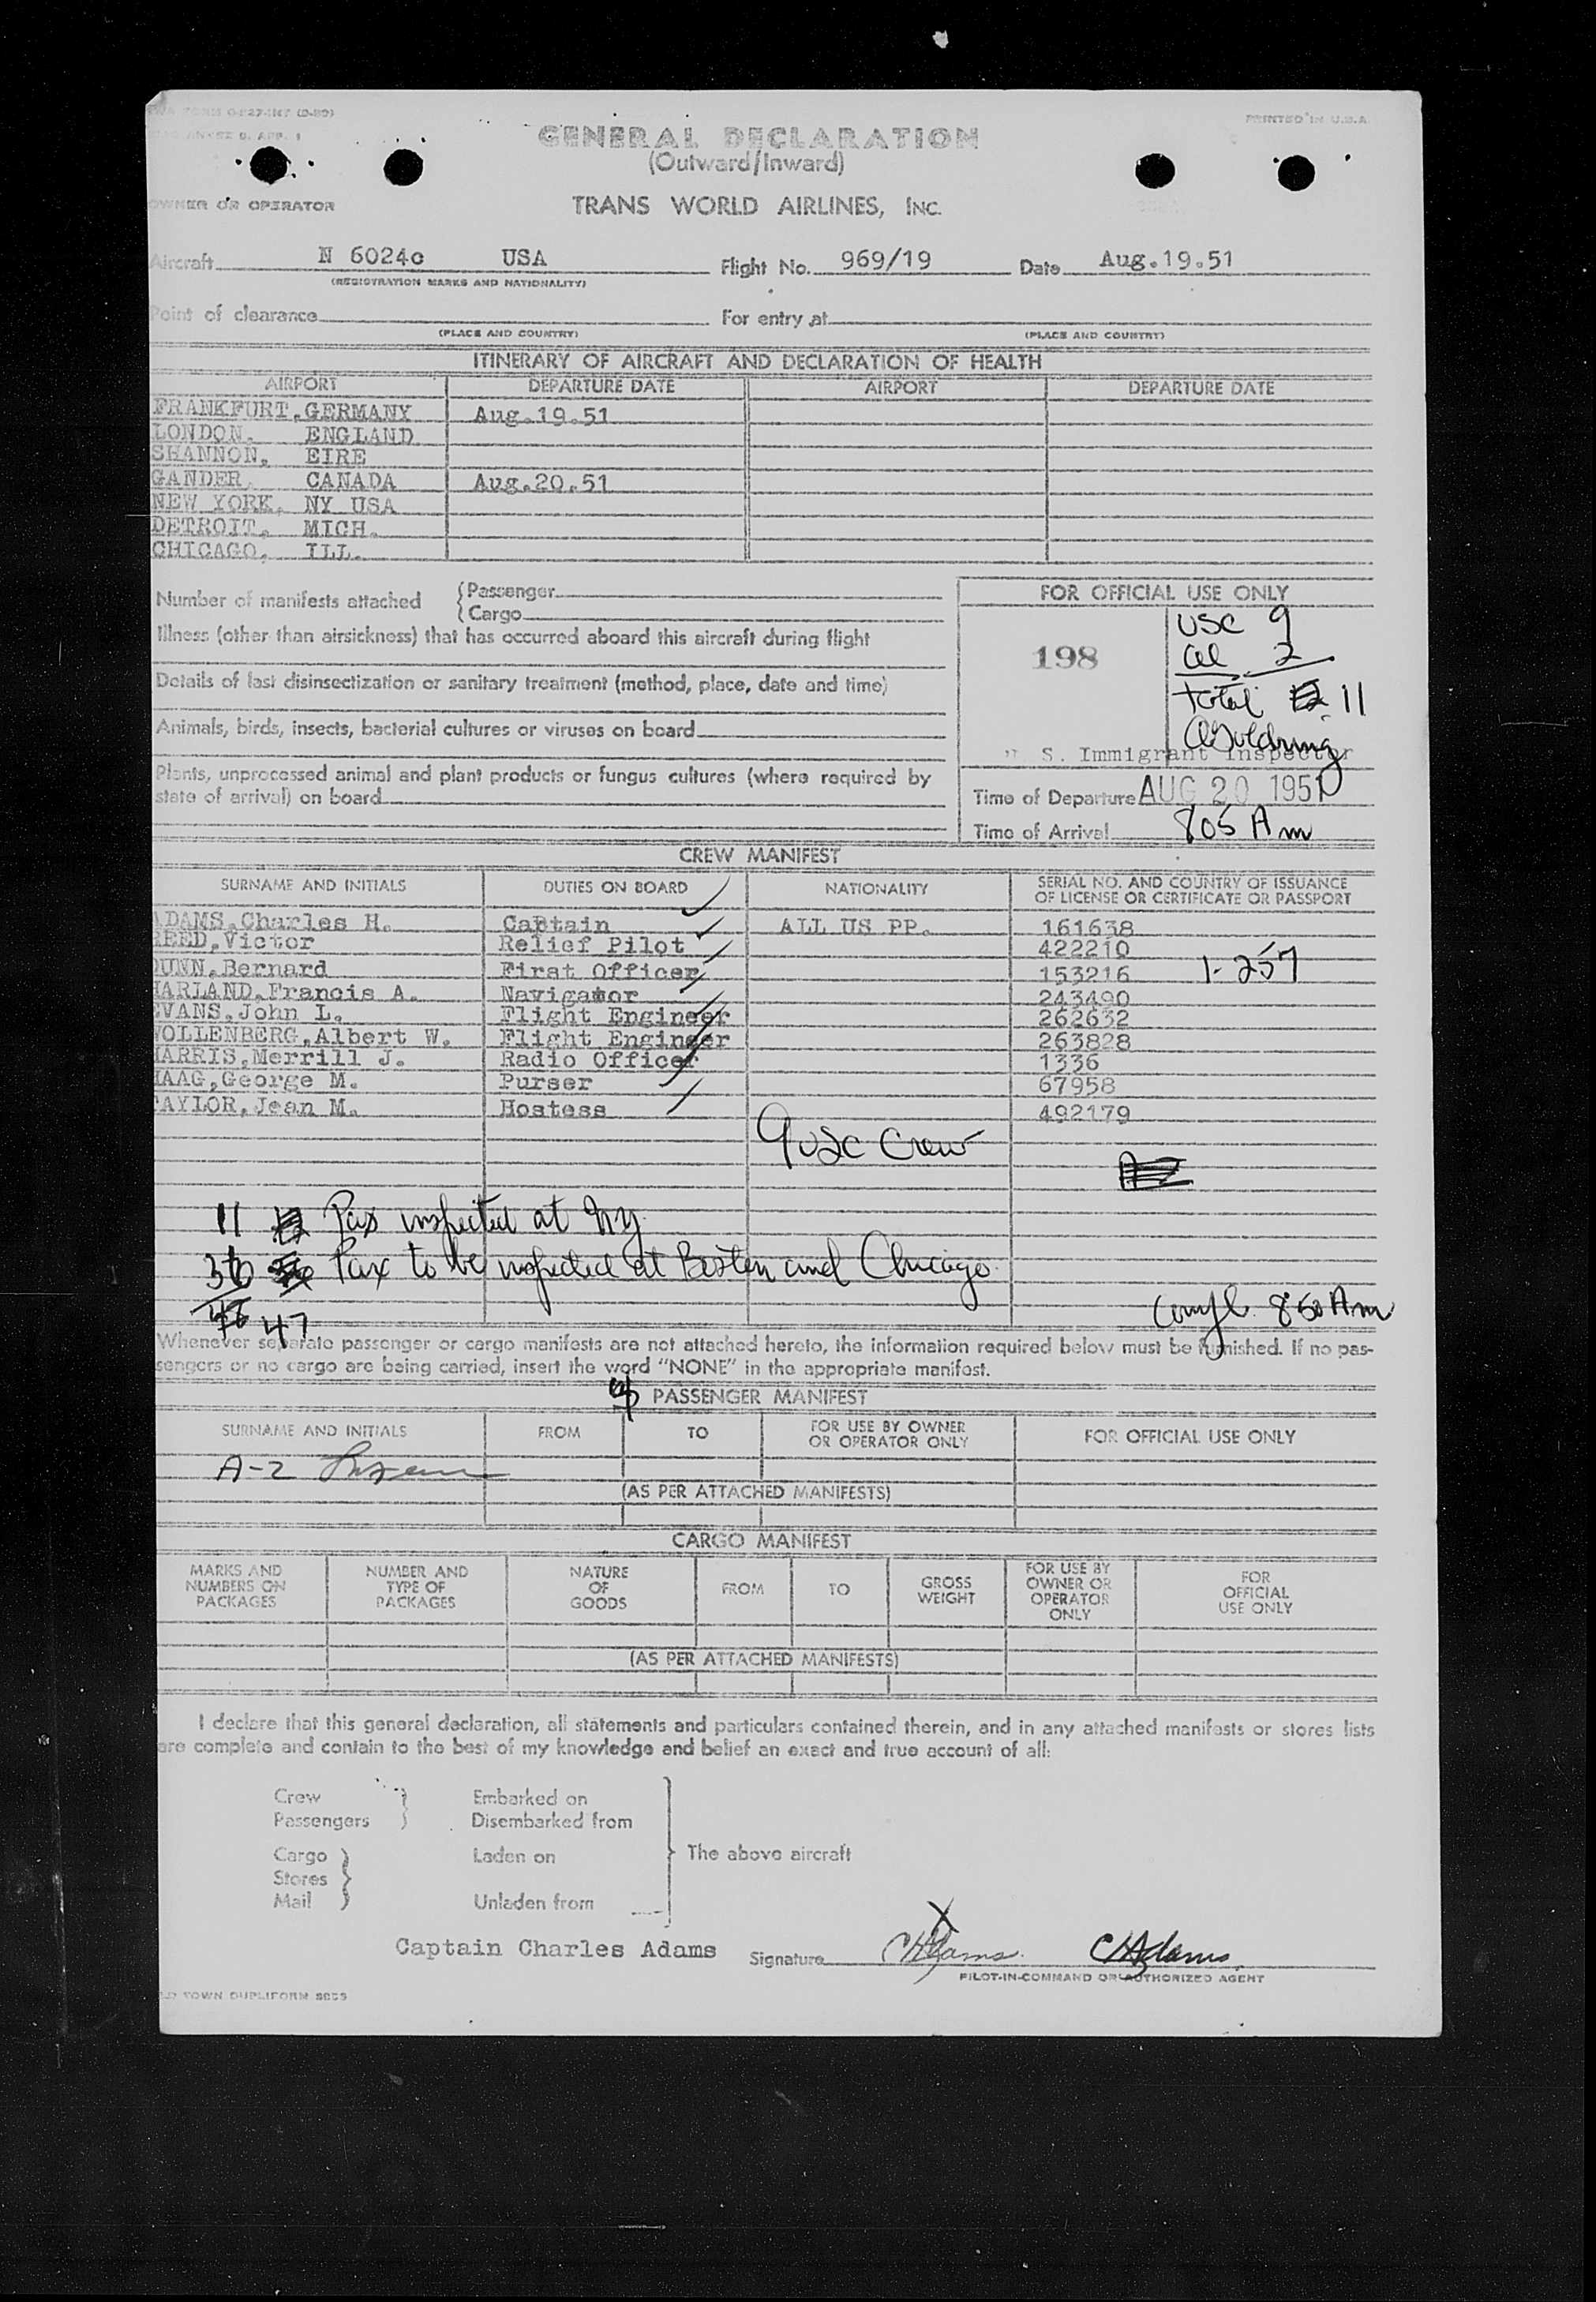 PRINTED IN U.S.A.
GENERAL DECLARATION
(Outward/Inward)
OWNER OR OPERATOR TRANS WORLD AIRLINES, INC.
Aircraft N 6024c USA Flight No. 969/19 Date Aug.19.51
(REGISTRATION MARKS AND NATIONALITY)
Point of clearance For entry at
(PLACE AND COUNTRY) (PLACE AND COUNTRY)
ITINERARY OF AIRCRAFT AND DECLARATION OF HEALTH
AIRPORT DEPARTURE DATE AIRPORT DEPARTURE DATE
FRANKFURT, GERMANY Aug.19.51
LONDON, ENGLAND
SHANNON, EIRE
GANDER, CANADA Aug.20.51
NEW YORK, NY USA
DETROIT, MICH.
CHICAGO, ILL.
Number of manifests attached {Passenger
{Cargo
Illness (other than airsickness) that has occurred aboard this aircraft during flight
Details of last disinsectization or sanitary treatment (method, place, date and time)
Animals, birds, insects, bacterial cultures or viruses on board
Plants, unprocessed animal and plant products or fungus cultures (where required by
state of arrival) on board
FOR OFFICIAL USE ONLY
USC 9
198
2
total 11
S. Immigrant Inspector
Time of Departure AUG 20 1951
Time of Arrival 805 Am
CREW MANIFEST
SURNAME AND INITIALS DUTIES ON BOARD NATIONALITY SERIAL NO. AND COUNTRY OF ISSUANCE
OF LICENSE OR CERTIFICATE OR PASSPORT
ADAMS, Charles H. Captain ALL US PP. 161638
REED, Victor Relief Pilot 422210
DUNN, Bernard First Officer 153216 1-257
HARLAND, Francis A. Navigator 243490
EVANS, John L. Flight Engineer 262632
WOLLENBERG, Albert W. Flight Engineer 263828
HARRIS, Merrill J. Radio Officer 1336
HAAG, George M. Purser 67958
TAYLOR, Jean M. Hostess 492179
9 USC Crew
11 Pax inspected at NY.
36 Pax to be inspected at Boston and Chicago.
47
Compl. 850 Am
Whenever separate passenger or cargo manifests are not attached hereto, the information required below must be furnished. If no pas-
sengers or no cargo are being carried, insert the word "NONE" in the appropriate manifest.
PASSENGER MANIFEST
SURNAME AND INITIALS FROM TO FOR USE BY OWNER
OR OPERATOR ONLY FOR OFFICIAL USE ONLY
A-2
(AS PER ATTACHED MANIFESTS)
CARGO MANIFEST
MARKS AND
NUMBERS ON
PACKAGES NUMBER AND
TYPE OF
PACKAGES NATURE
OF
GOODS FROM TO GROSS
WEIGHT FOR USE BY
OWNER OR
OPERATOR
ONLY FOR
OFFICIAL
USE ONLY
(AS PER ATTACHED MANIFESTS)
I declare that this general declaration, all statements and particulars contained therein, and in any attached manifests or stores lists
are complete and contain to the best of my knowledge and belief an exact and true account of all:
Crew } Embarked on
Passengers } Disembarked from
Cargo } Laden on The above aircraft
Stores }
Mail } Unladen from
Captain Charles Adams Signature CHAdams. CHAdams.
PILOT-IN-COMMAND OR AUTHORIZED AGENT
TOWN DUPLIFORM